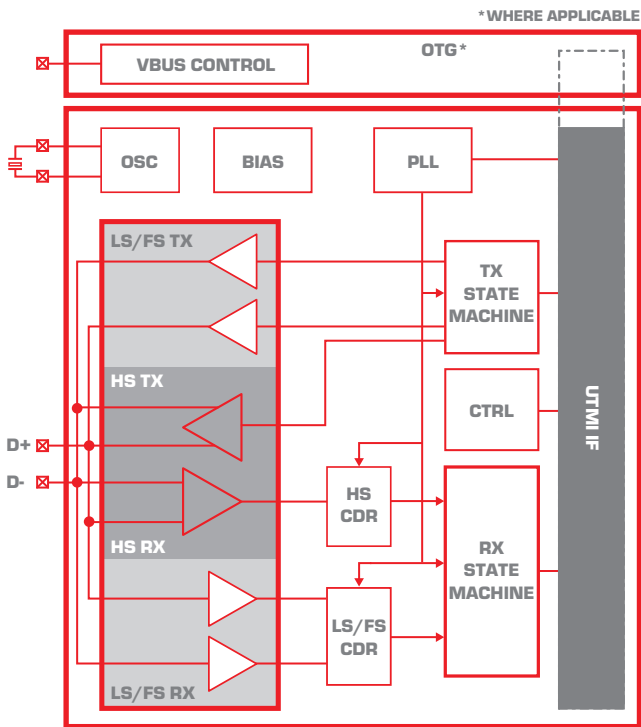 *WHERE APPLICABLE
OTG*
VBUS CONTROL
OSC
BIAS
PLL
LS/FS TX
TX
STATE
MACHINE
HS TX
CTRL
UTMI IF
D+
D-
HS
CDR
HS RX
RX
STATE
MACHINE
LS/FS
CDR
LS/FS RX